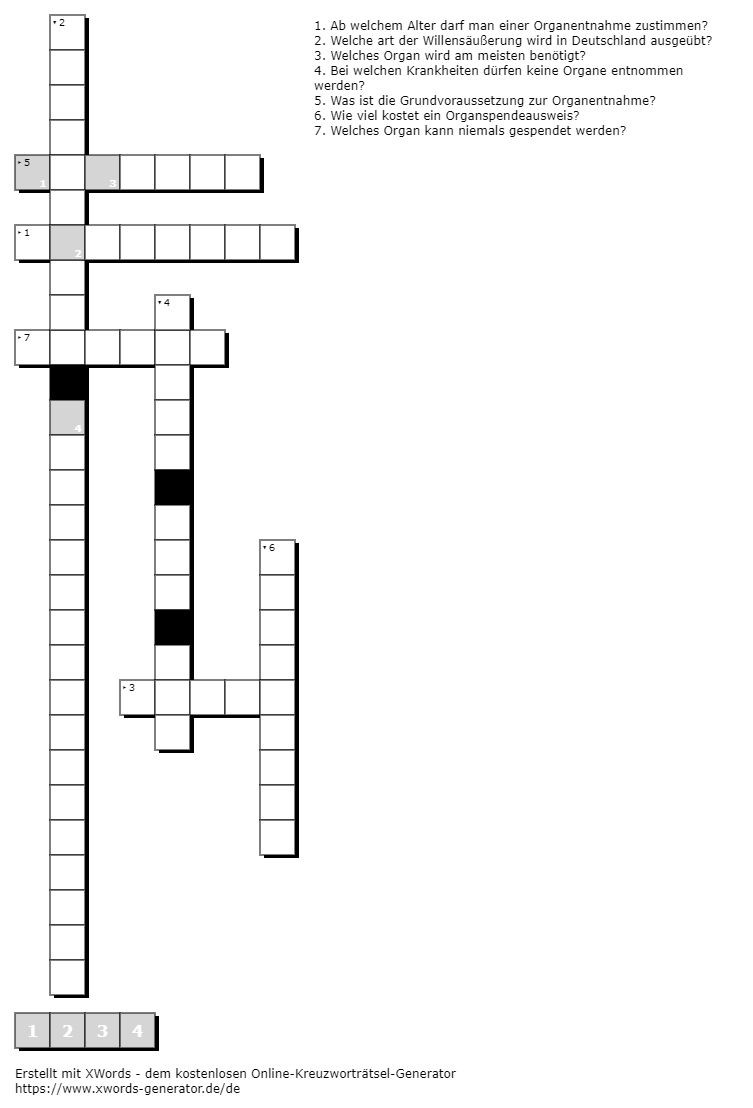 1. Ab welchem Alter darf man einer Organentnahme zustimmen?
2. Welche art der Willensäußerung wird in Deutschland ausgeübt?
3. Welches Organ wird am meisten benötigt?
4. Bei welchen Krankheiten dürfen keine Organe entnommen
werden?
5. Was ist die Grundvoraussetzung zur Organentnahme?
6. Wie viel kostet ein Organspendeausweis?
7. Welches Organ kann niemals gespendet werden?
2
5
1 3
1
2
4
7
4
6
3
1 2 3 4
Erstellt mit XWords - dem kostenlosen Online-Kreuzworträtsel-Generator
https://www.xwords-generator.de/de